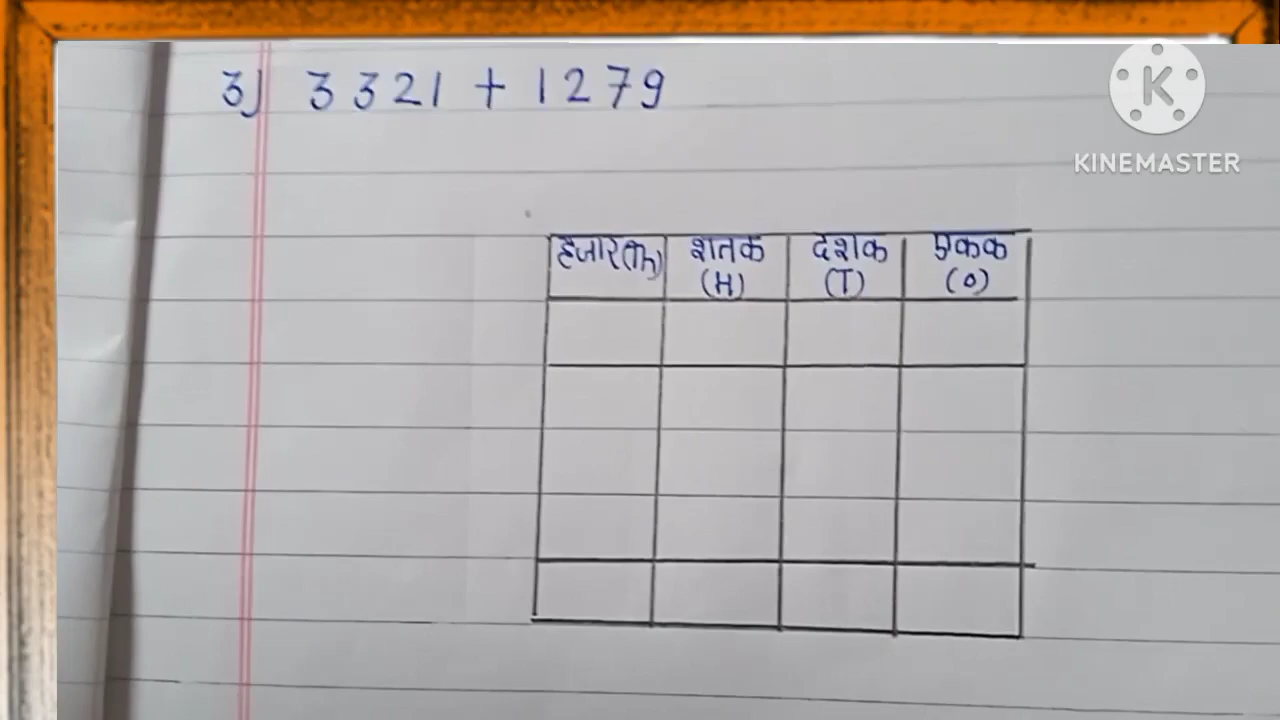 3) 3321 + 1279
K
KINEMASTER
हजार(Th) शतक दशक एकक
(H) (T) (O)